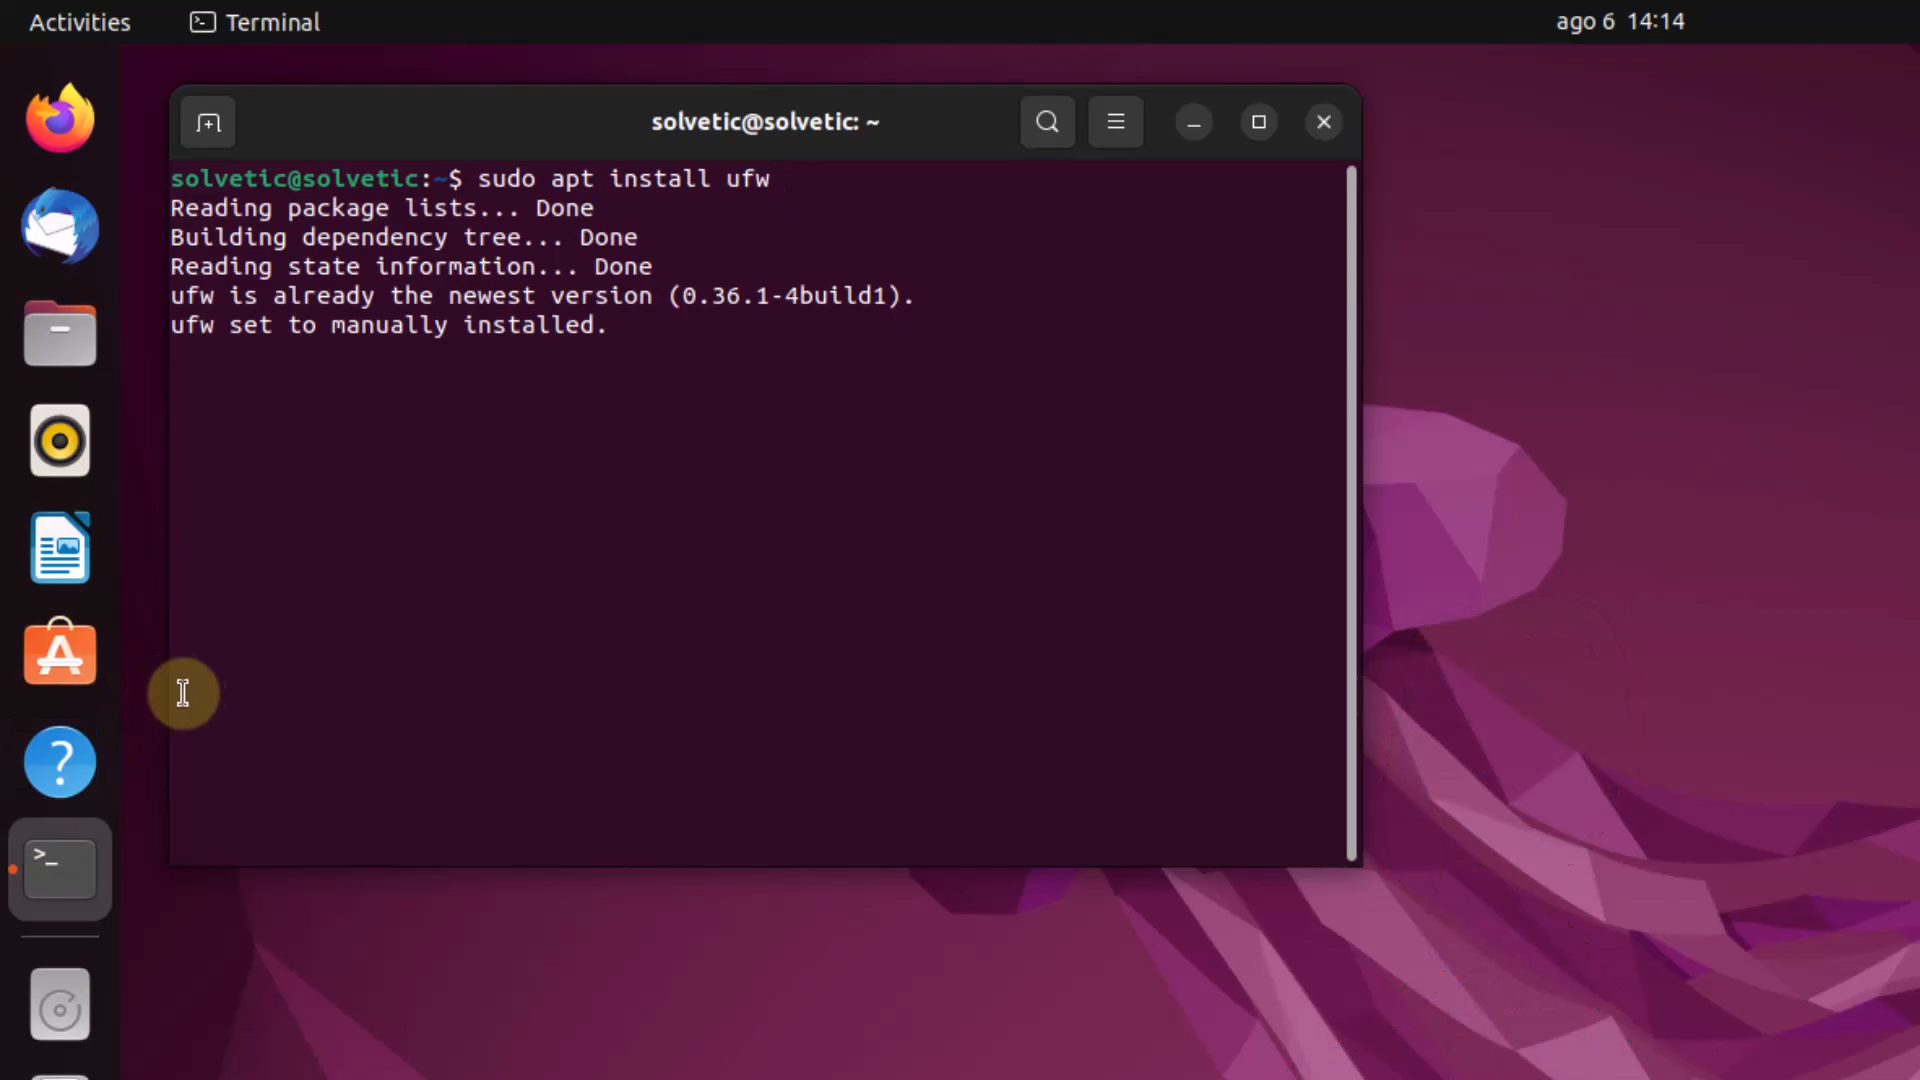 Activities
Terminal
ago 6 14:14
solvetic@solvetic: ~
solvetic@solvetic:~$ sudo apt install ufw
Reading package lists... Done
Building dependency tree... Done
Reading state information... Done
ufw is already the newest version (0.36.1-4build1).
ufw set to manually installed.